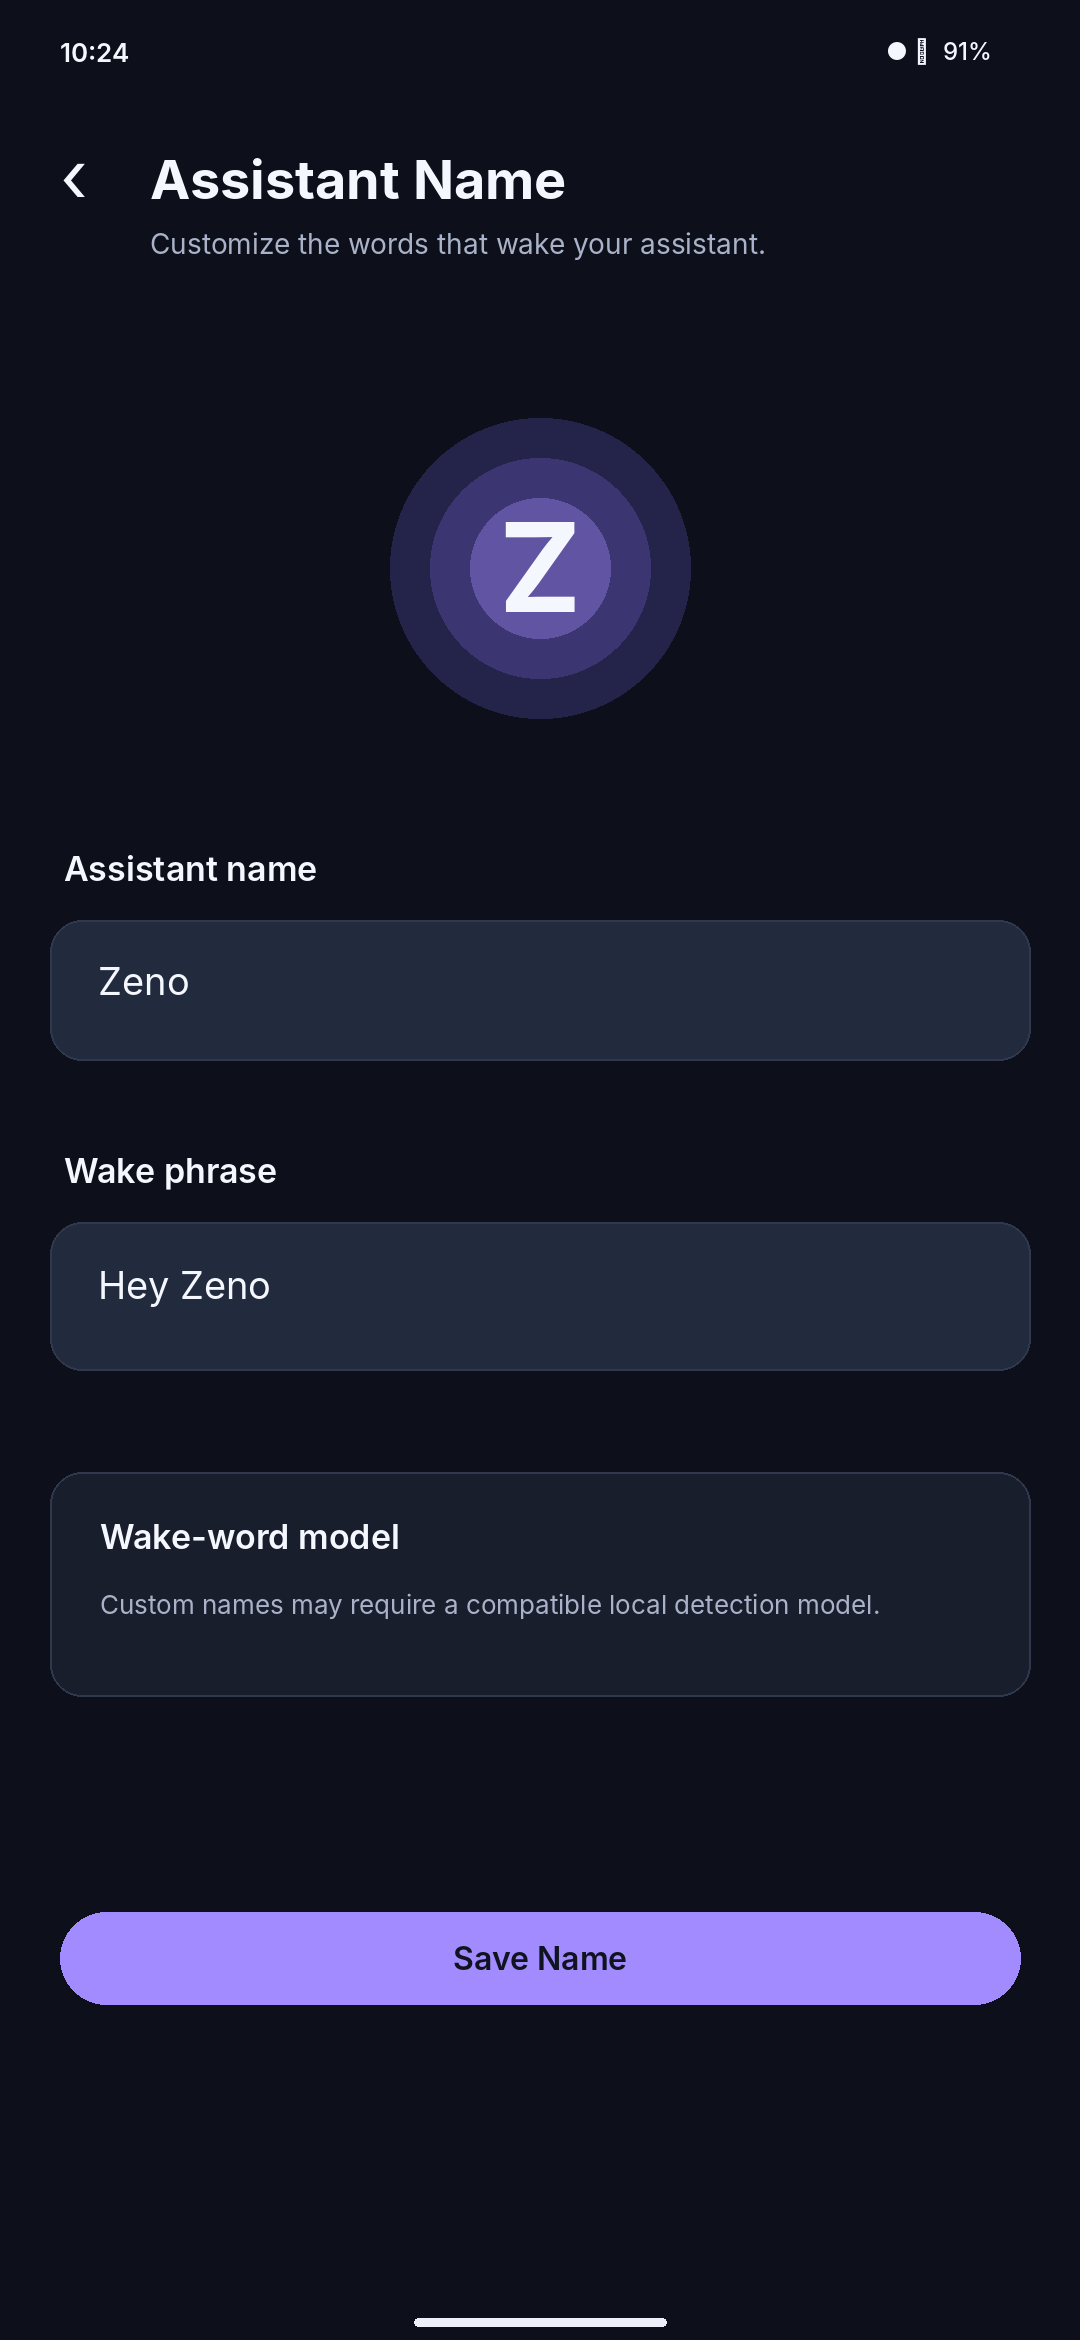 10:24
91%
Assistant Name
Customize the words that wake your assistant.
Z
Assistant name
Zeno
Wake phrase
Hey Zeno
Wake-word model
Custom names may require a compatible local detection model.
Save Name